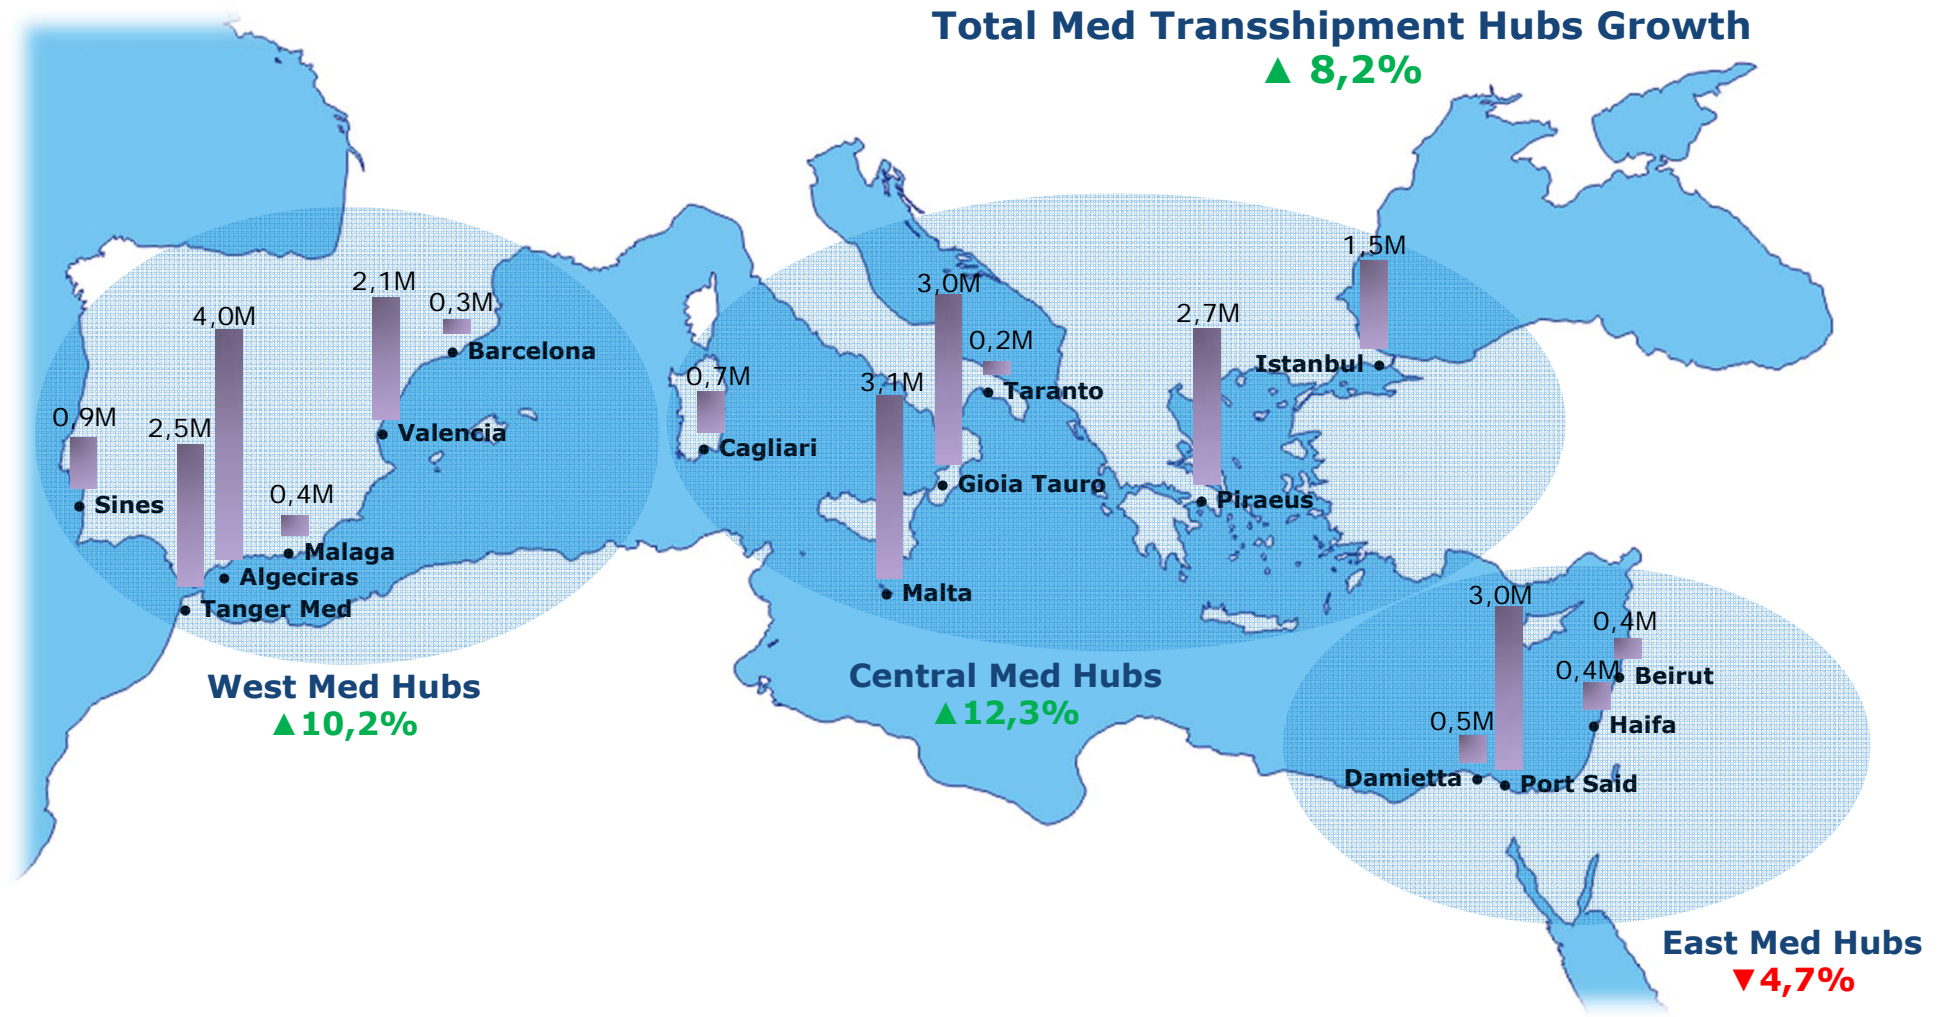 Total Med Transshipment Hubs Growth
▲ 8,2%
0,9M
Sines
2,5M
Tanger Med
4,0M
Algeciras
0,4M
Malaga
2,1M
Valencia
0,3M
Barcelona
West Med Hubs
▲10,2%
0,7M
Cagliari
3,1M
Malta
3,0M
Gioia Tauro
0,2M
Taranto
2,7M
Piraeus
1,5M
Istanbul
Central Med Hubs
▲12,3%
0,5M
Damietta
3,0M
Port Said
0,4M
Haifa
0,4M
Beirut
East Med Hubs
▼4,7%